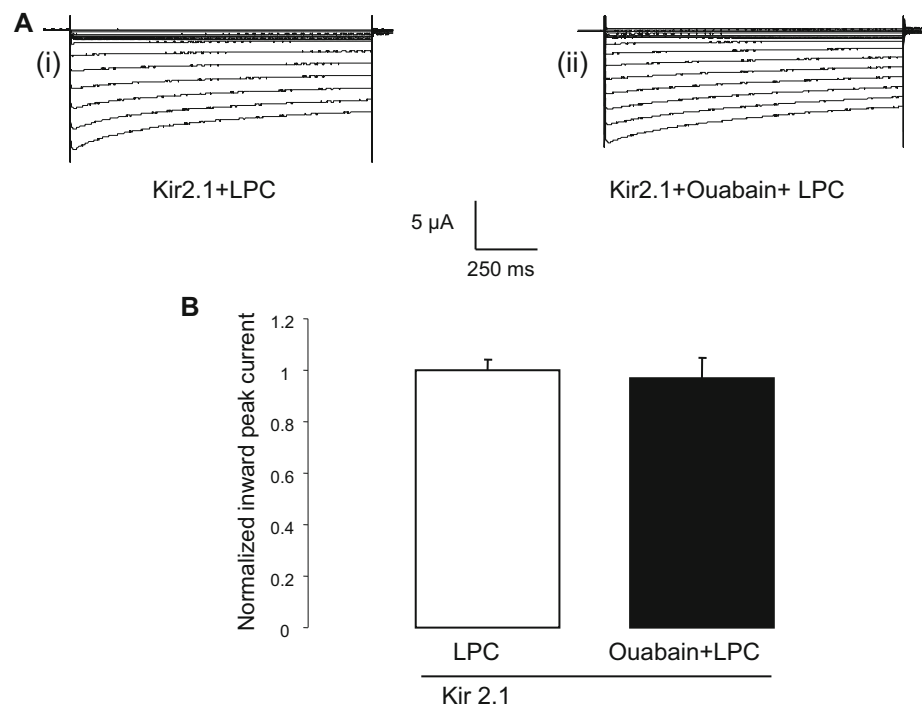 A
(i)
(ii)
Kir2.1+LPC
Kir2.1+Ouabain+ LPC
5 µA
250 ms
B
Normalized inward peak current
1.2
1
0.8
0.6
0.4
0.2
0
LPC
Ouabain+LPC
Kir 2.1